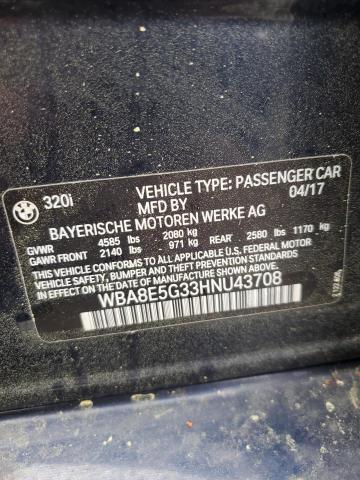 320i
VEHICLE TYPE: PASSENGER CAR
MFD BY 04/17
BAYERISCHE MOTOREN WERKE AG
GVWR 4585 lbs 2080 kg
GAWR FRONT 2140 lbs 971 kg REAR 2580 lbs 1170 kg
THIS VEHICLE CONFORMS TO ALL APPLICABLE U.S. FEDERAL MOTOR
VEHICLE SAFETY, BUMPER, AND THEFT PREVENTION STANDARDS IN
EFFECT ON THE DATE OF MANUFACTURE SHOWN ABOVE.
WBA8E5G33HNU43708